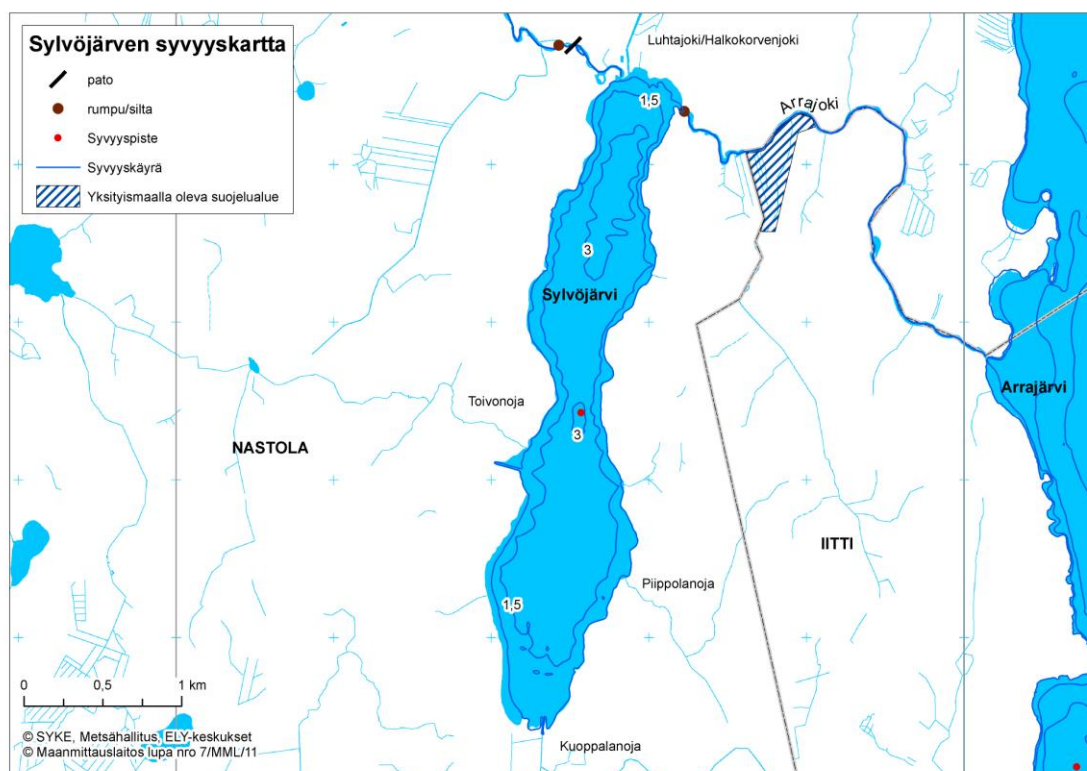 Sylvöjärven syvyyskartta
pato
rumpu/silta
Syvyyspiste
Syvyyskäyrä
Yksityismaalla oleva suojelualue
Luhtajoki/Halkokorvenjoki
1,5
Arrajoki
3
Sylvöjärvi
Arrajärvi
Toivonoja
3
NASTOLA
IITTI
Piippolanoja
1,5
0 0,5 1 km
© SYKE, Metsähallitus, ELY-keskukset
© Maanmittauslaitos lupa nro 7/MML/11
Kuoppalanoja